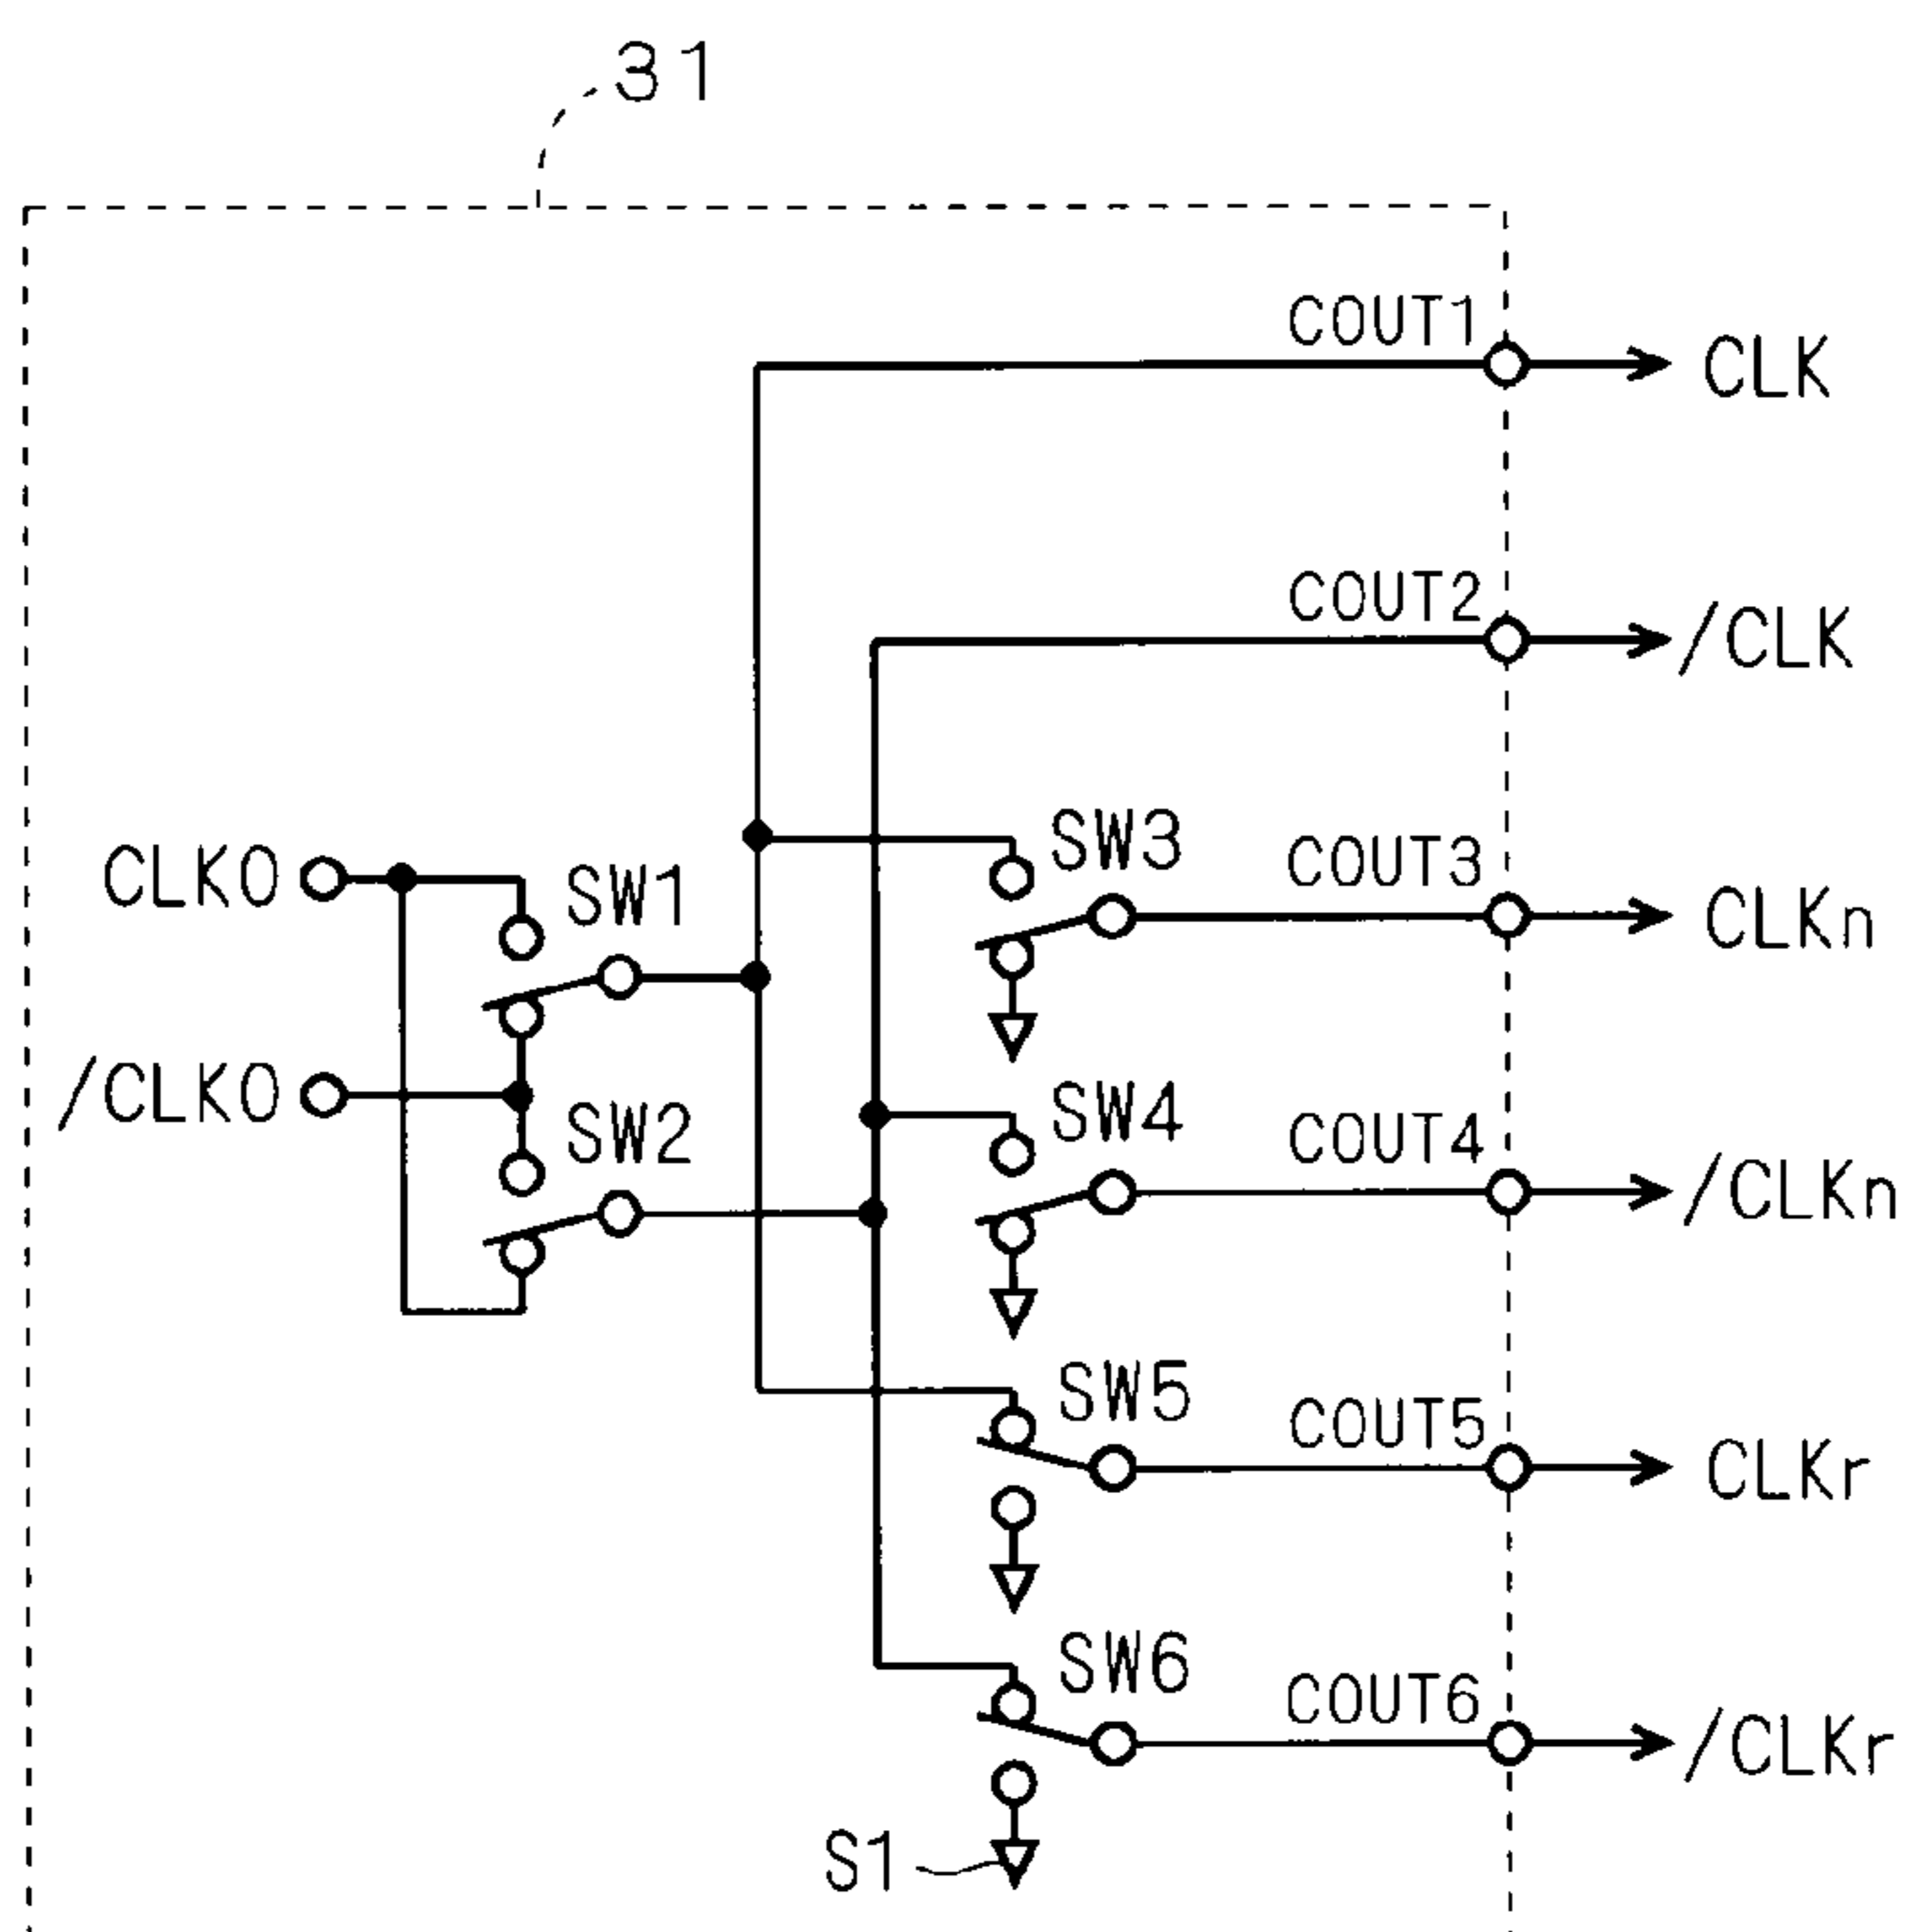 31
COUT1
CLK
COUT2
/CLK
SW3
COUT3
CLKn
CLK0
SW1
/CLK0
SW2
SW4
COUT4
/CLKn
SW5
COUT5
CLKr
SW6
COUT6
/CLKr
S1